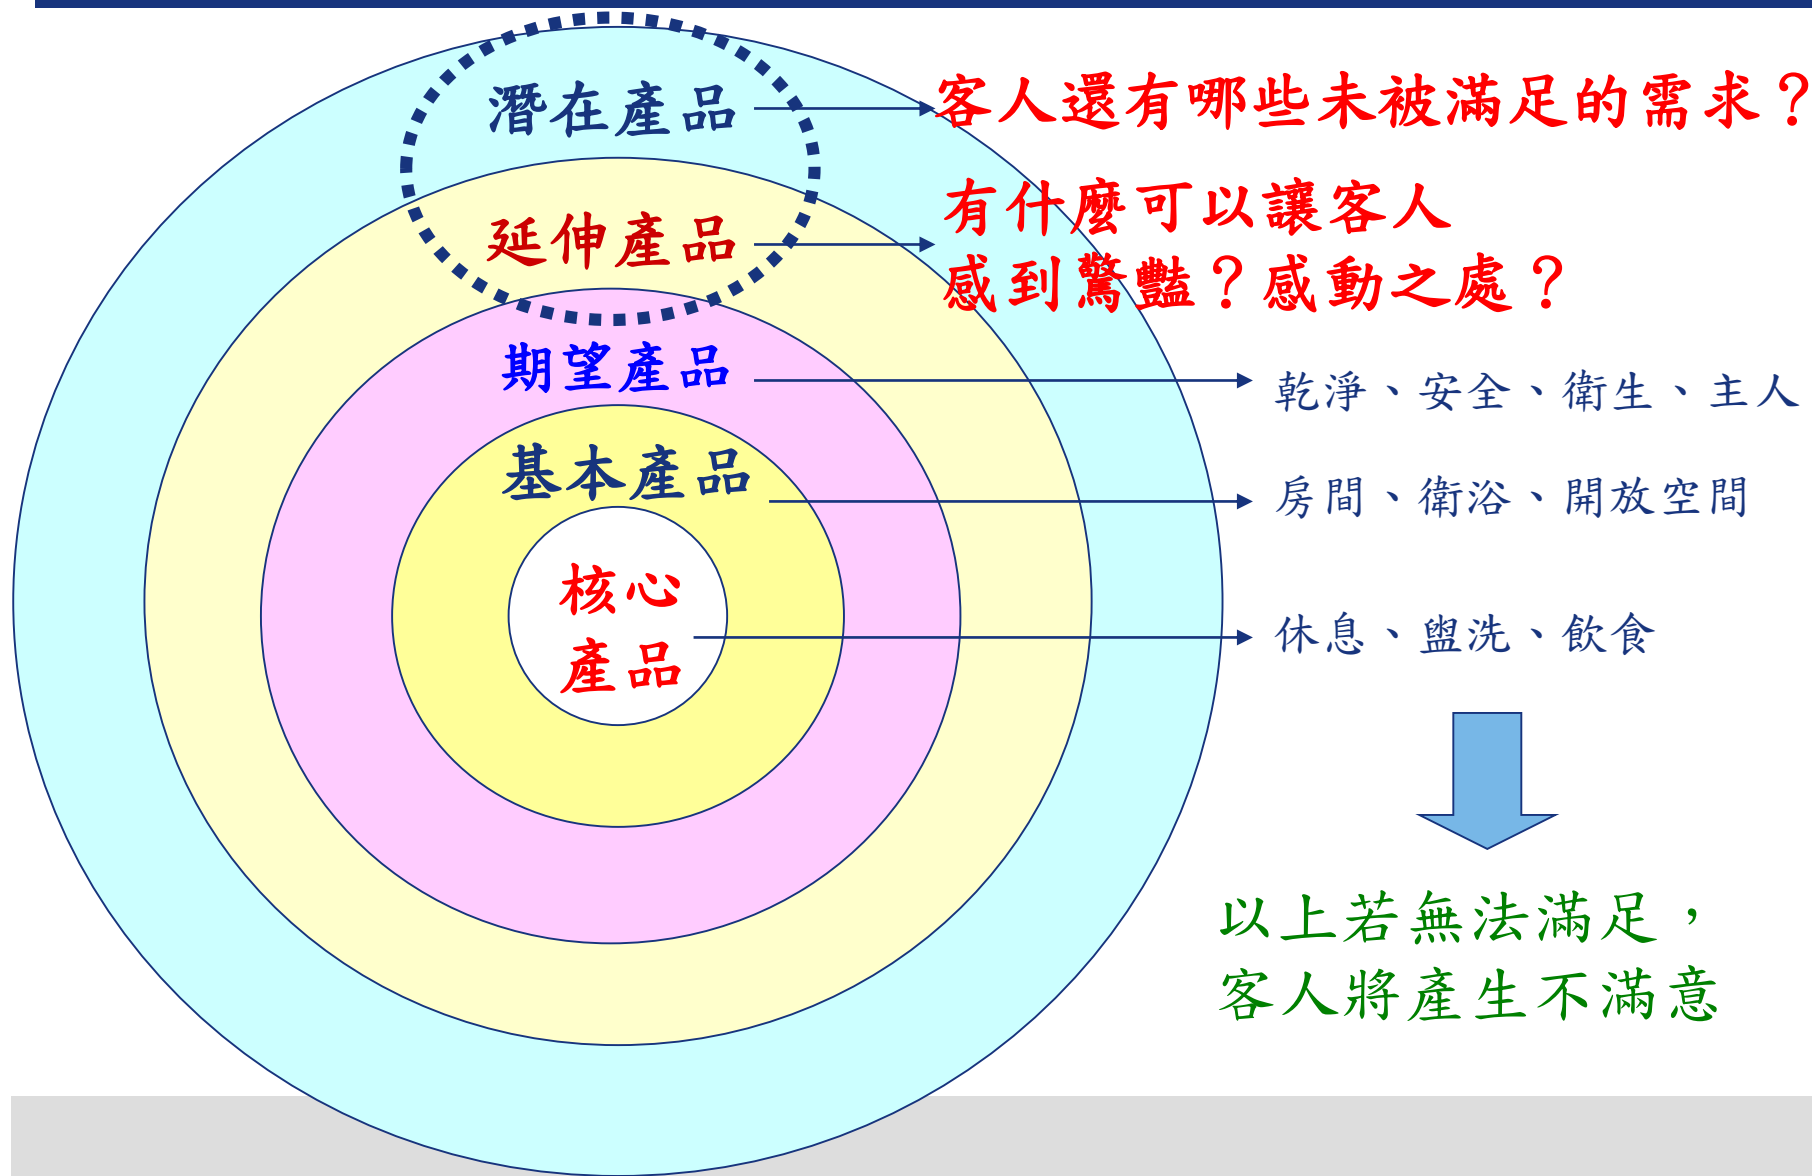 潛在產品
客人還有哪些未被滿足的需求？
延伸產品
有什麼可以讓客人
感到驚豔？感動之處？
期望產品
乾淨、安全、衛生、主人
基本產品
房間、衛浴、開放空間
核心
產品
休息、盥洗、飲食
以上若無法滿足，
客人將產生不滿意